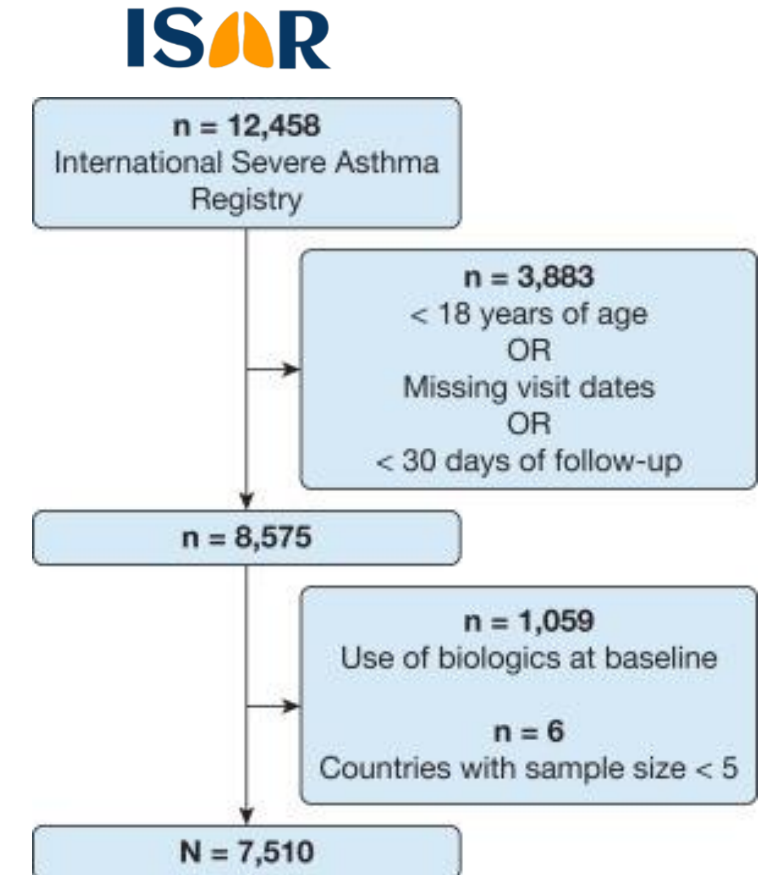 ISAR
n = 12,458
International Severe Asthma
Registry
n = 3,883
< 18 years of age
OR
Missing visit dates
OR
< 30 days of follow-up
n = 8,575
n = 1,059
Use of biologics at baseline
n = 6
Countries with sample size < 5
N = 7,510